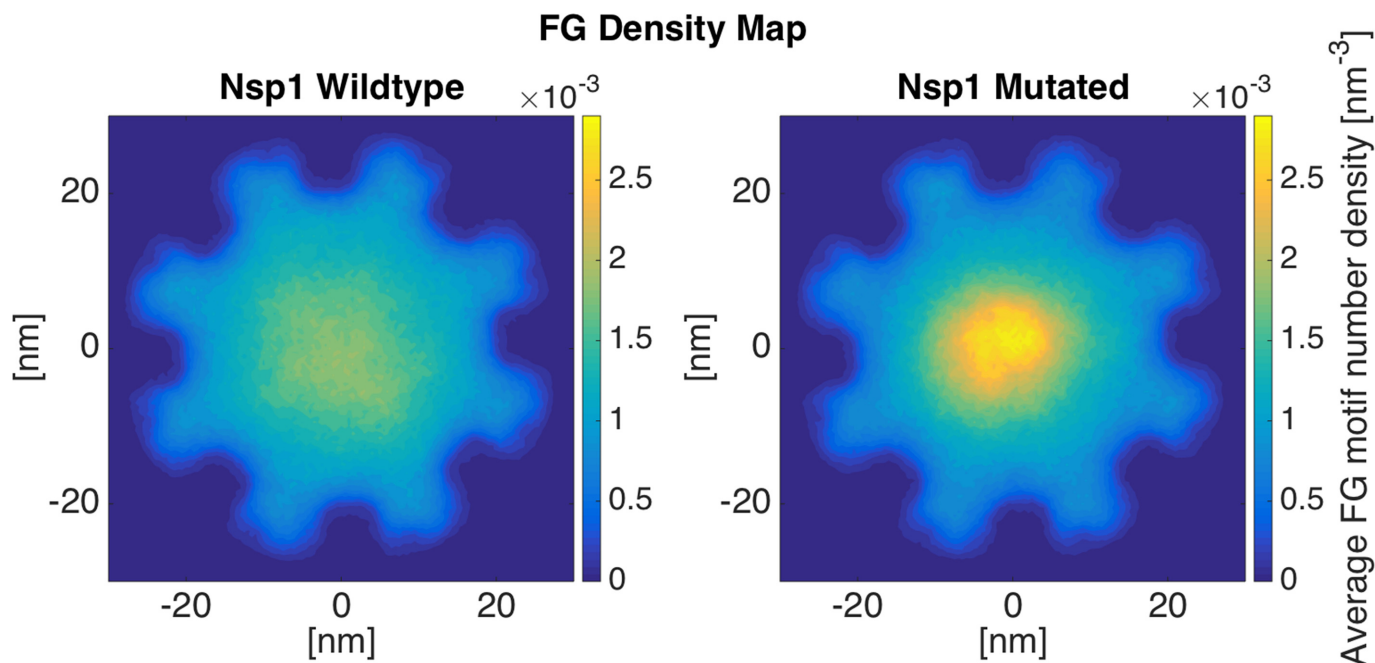 FG Density Map
Nsp1 Wildtype
×10⁻³
20
0
-20
[nm]
-20 0 20
[nm]
2.5
2
1.5
1
0.5
0
Nsp1 Mutated
×10⁻³
20
0
-20
[nm]
-20 0 20
[nm]
2.5
2
1.5
1
0.5
0
Average FG motif number density [nm⁻³]